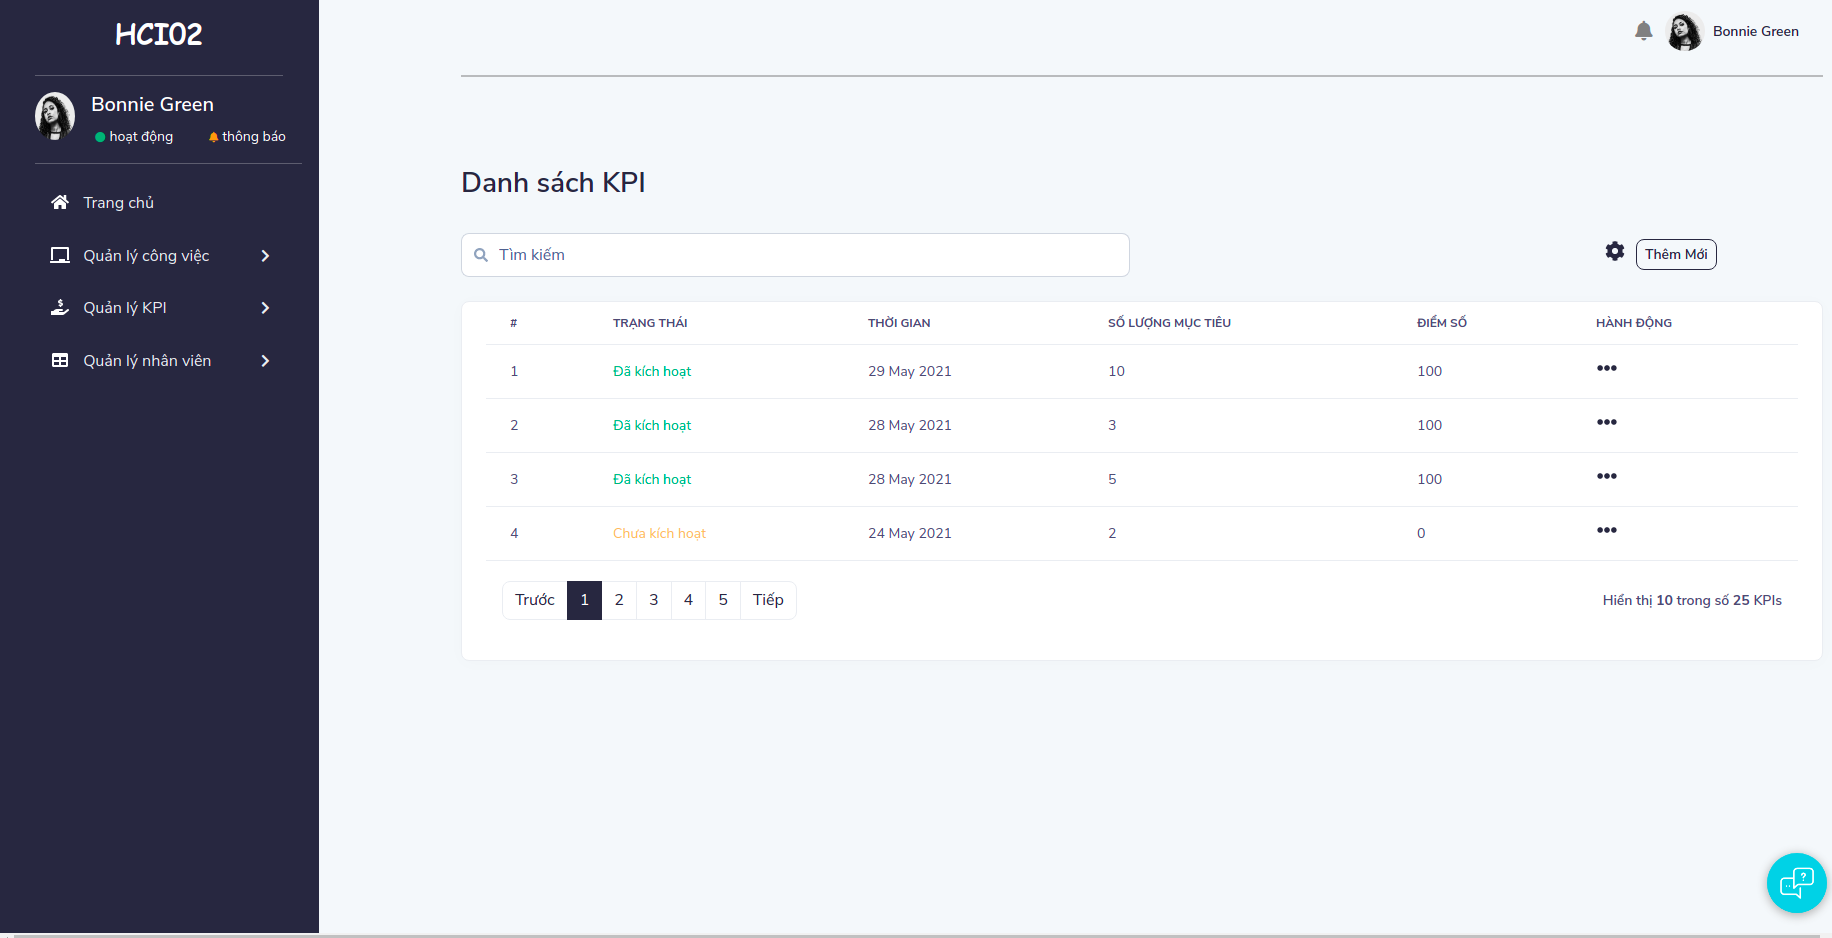 HCI02
Bonnie Green
hoạt động thông báo
Trang chủ
Quản lý công việc
Quản lý KPI
Quản lý nhân viên
Bonnie Green
Danh sách KPI
Tìm kiếm
Thêm Mới
# TRẠNG THÁI THỜI GIAN SỐ LƯỢNG MỤC TIÊU ĐIỂM SỐ HÀNH ĐỘNG
1 Đã kích hoạt 29 May 2021 10 100
2 Đã kích hoạt 28 May 2021 3 100
3 Đã kích hoạt 28 May 2021 5 100
4 Chưa kích hoạt 24 May 2021 2 0
Trước 1 2 3 4 5 Tiếp
Hiển thị 10 trong số 25 KPIs